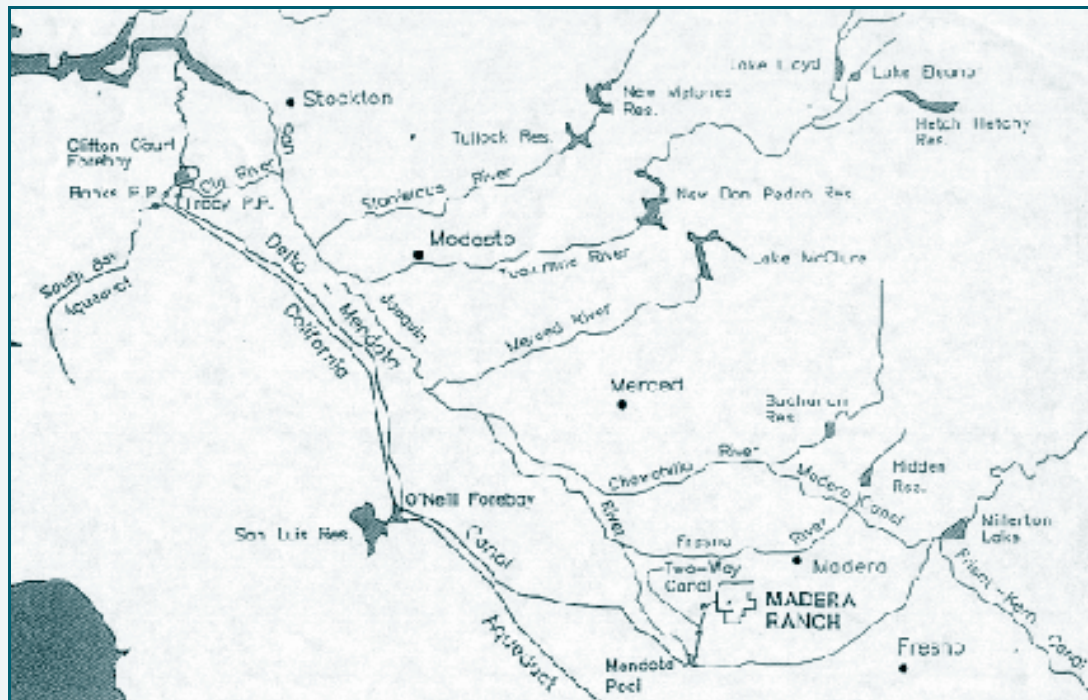 Stockton
Lake Lloyd
Lake Eleanor
New Melones
Res.
Hetch Hetchy
Res.
Tullock Res.
Clifton Court
Forebay
Old River
San
Banks P.P.
Tracy P.P.
Stanislaus River
New Don Pedro Res.
Modesto
Tuolumne River
Lake McClure
South Bay
Aqueduct
Delta
Mendota
Joaquin
California
Merced River
Merced
Buchanan
Res.
Chowchilla River
Madera Canal
Hidden
Res.
O'Neill Forebay
San Luis Res.
Canal
River
Fresno River
Millerton
Lake
Madera
Two-Way
Canal
MADERA
RANCH
Friant-Kern
Canal
Aqueduct
Mendota
Pool
Fresno